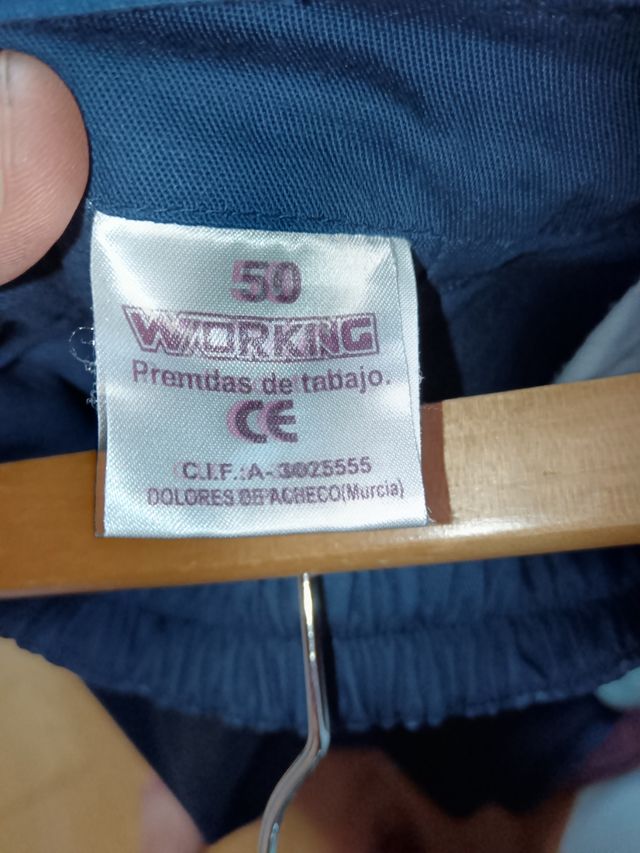 50
WORKING
Premdas de tabajo.
CE
C.I.F.:A-3025555
DOLORES DE PACHECO(Murcia)